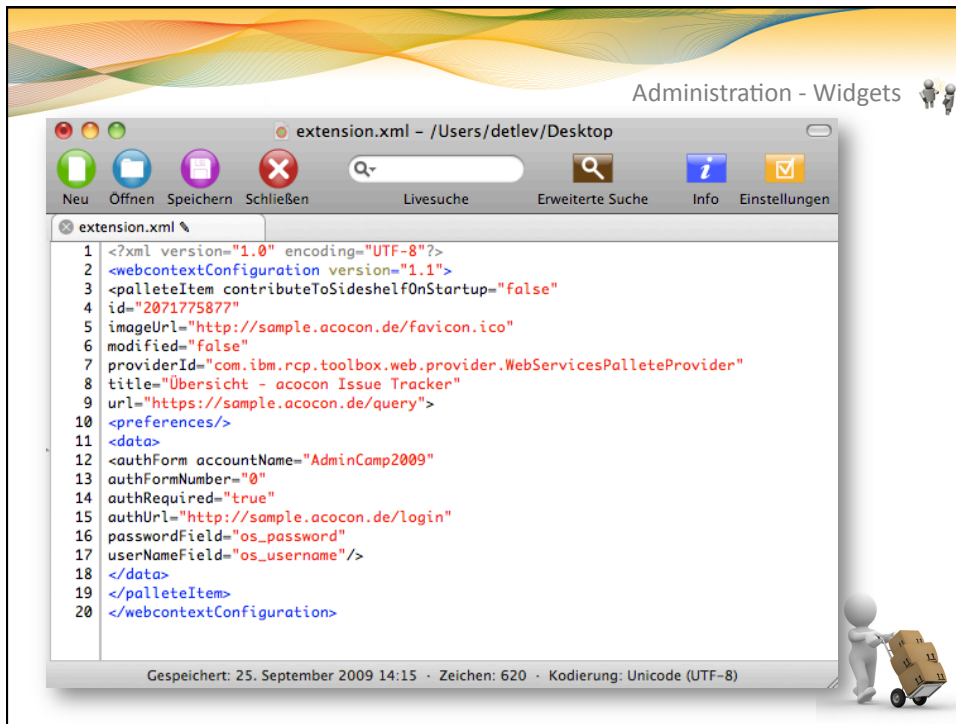 Administration - Widgets
extension.xml – /Users/detlev/Desktop
Neu Öffnen Speichern Schließen Livesuche Erweiterte Suche Info Einstellungen
extension.xml
1 <?xml version="1.0" encoding="UTF-8"?>
2 <webcontextConfiguration version="1.1">
3 <palleteItem contributeToSideshelfOnStartup="false"
4 id="2071775877"
5 imageUrl="http://sample.acocon.de/favicon.ico"
6 modified="false"
7 providerId="com.ibm.rcp.toolbox.web.provider.WebServicesPalleteProvider"
8 title="Übersicht - acocon Issue Tracker"
9 url="https://sample.acocon.de/query">
10 <preferences/>
11 <data>
12 <authForm accountName="AdminCamp2009"
13 authFormNumber="0"
14 authRequired="true"
15 authUrl="http://sample.acocon.de/login"
16 passwordField="os_password"
17 userNameField="os_username"/>
18 </data>
19 </palleteItem>
20 </webcontextConfiguration>
Gespeichert: 25. September 2009 14:15 · Zeichen: 620 · Kodierung: Unicode (UTF-8)